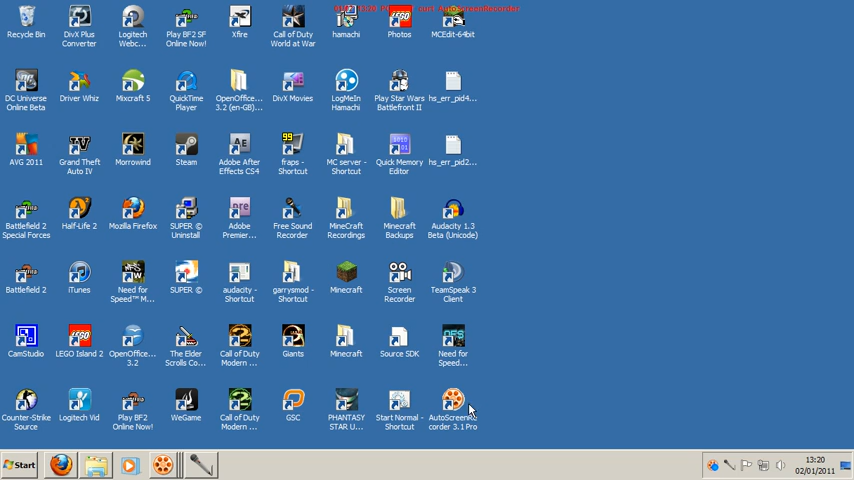 Recycle Bin
DivX Plus
Converter
Logitech
Webc...
Play BF2 SF
Online Now!
Xfire
Call of Duty
World at War
hamachi
Photos
MCEdit-64bit
DC Universe
Online Beta
Driver Whiz
Mixcraft 5
QuickTime
Player
OpenOffice...
3.2 (en-GB)...
DivX Movies
LogMeIn
Hamachi
Play Star Wars
Battlefront II
hs_err_pid4...
AVG 2011
Grand Theft
Auto IV
Morrowind
Steam
Adobe After
Effects CS4
99
fraps -
Shortcut
MC server -
Shortcut
Quick Memory
Editor
hs_err_pid2...
Battlefield 2
Special Forces
Half-Life 2
Mozilla Firefox
SUPER ©
Uninstall
Adobe
Premier...
Free Sound
Recorder
MineCraft
Recordings
Minecraft
Backups
Audacity 1.3
Beta (Unicode)
Battlefield 2
iTunes
Need for
Speed™ M...
SUPER ©
audacity -
Shortcut
garrysmod -
Shortcut
Minecraft
Screen
Recorder
TeamSpeak 3
Client
CamStudio
LEGO Island 2
OpenOffice...
3.2
The Elder
Scrolls Co...
Call of Duty
Modern ...
Giants
Minecraft
Source SDK
Need for
Speed...
Counter-Strike
Source
Logitech Vid
Play BF2
Online Now!
WeGame
Call of Duty
Modern ...
GSC
PHANTASY
STAR U...
Start Normal -
Shortcut
AutoScreenRe
corder 3.1 Pro
Start
13:20
02/01/2011